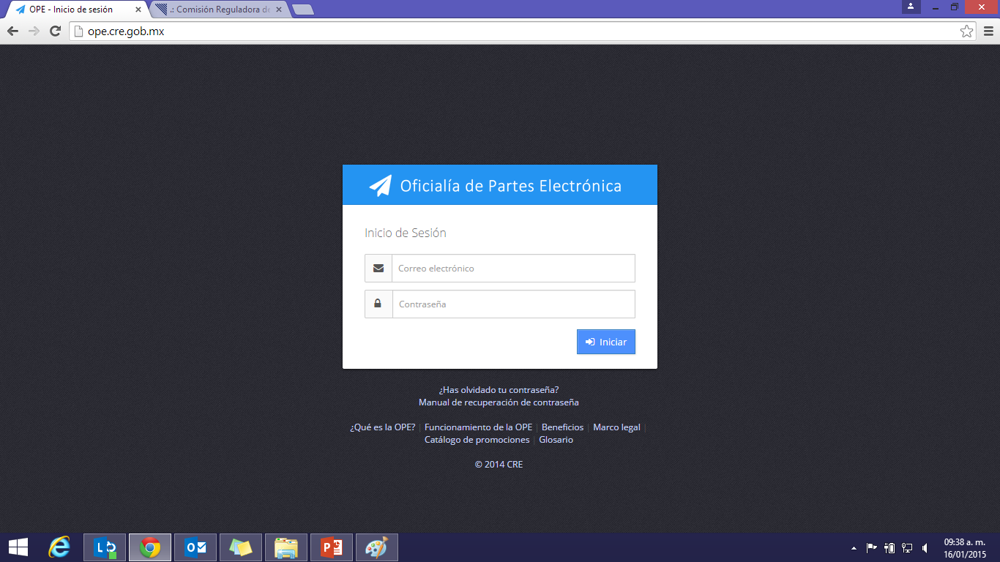 OPE - Inicio de sesión
.: Comisión Reguladora de
ope.cre.gob.mx
Oficialía de Partes Electrónica
Inicio de Sesión
Correo electrónico
Contraseña
Iniciar
¿Has olvidado tu contraseña?
Manual de recuperación de contraseña
¿Qué es la OPE? | Funcionamiento de la OPE | Beneficios | Marco legal |
Catálogo de promociones | Glosario
© 2014 CRE
09:38 a. m.
16/01/2015